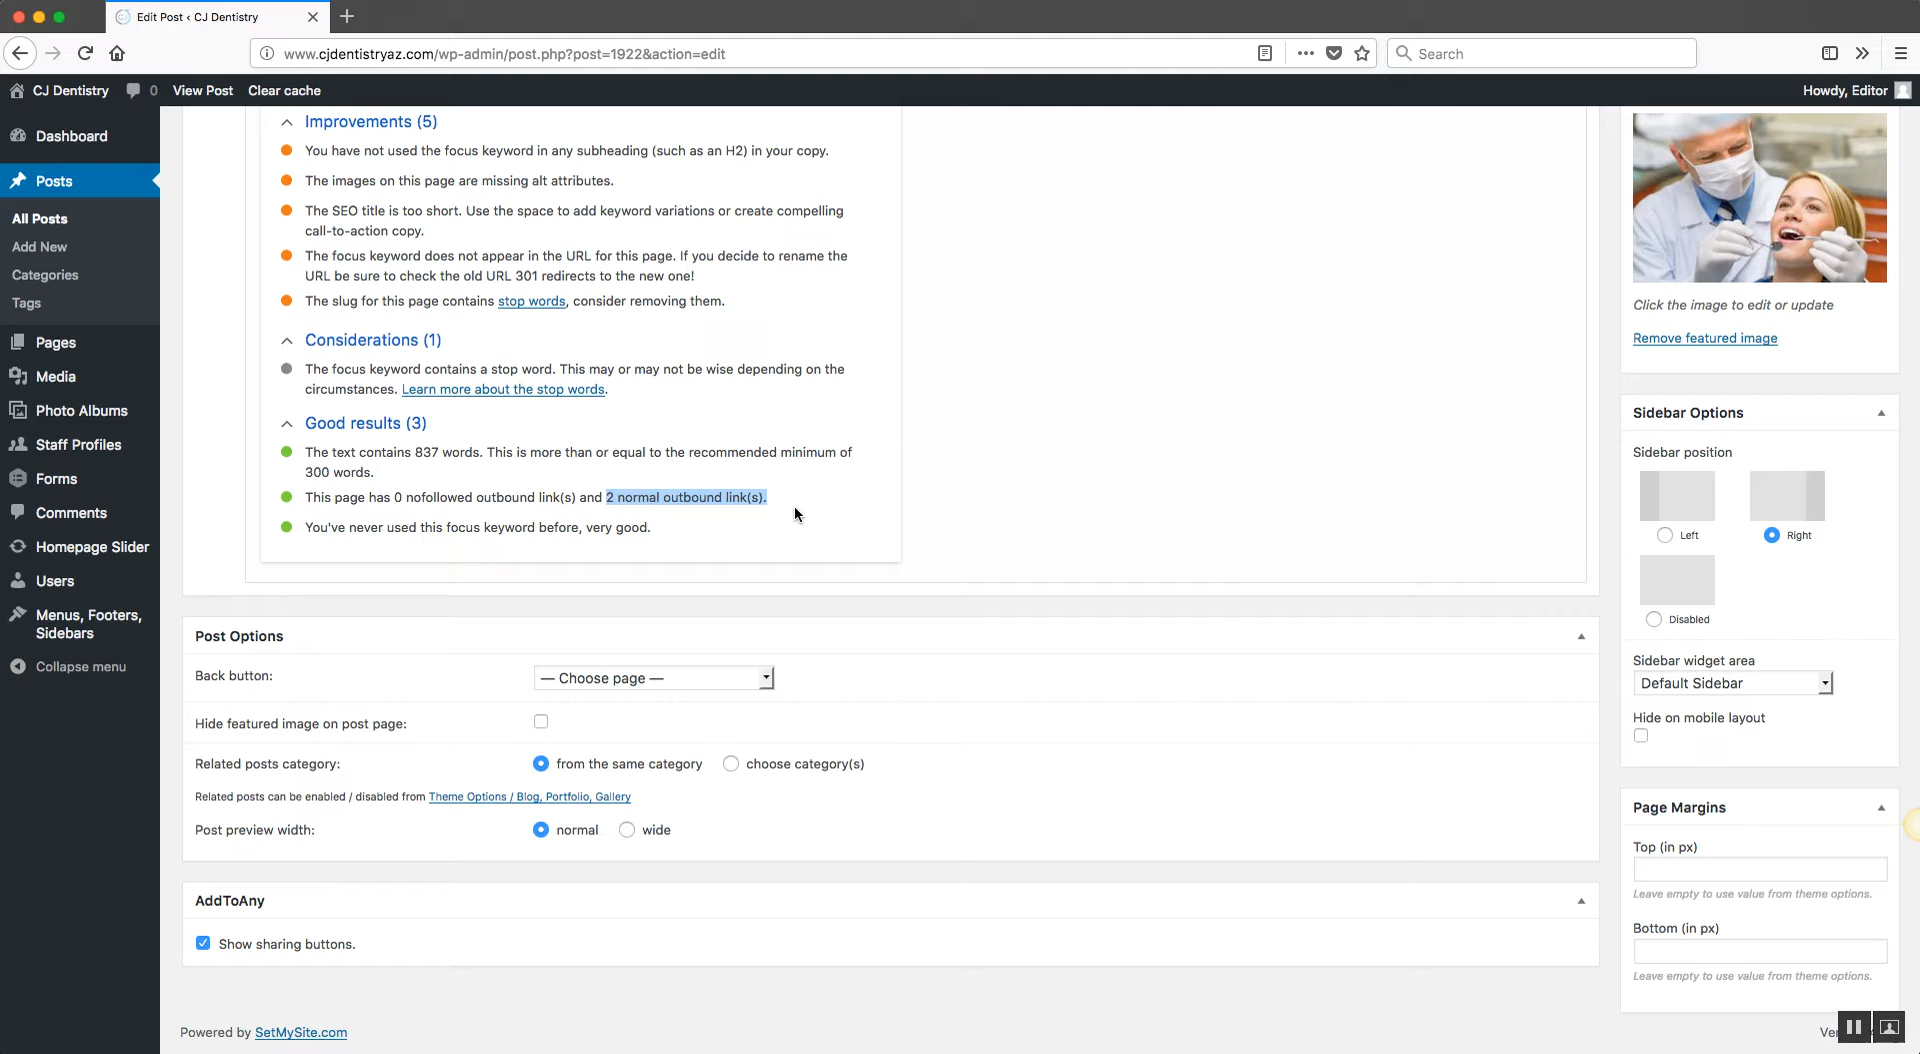 Edit Post ‹ CJ Dentistry
www.cjdentistryaz.com/wp-admin/post.php?post=1922&action=edit
Search
CJ Dentistry
0
View Post
Clear cache
Howdy, Editor
Dashboard
Posts
All Posts
Add New
Categories
Tags
Pages
Media
Photo Albums
Staff Profiles
Forms
Comments
Homepage Slider
Users
Menus, Footers,
Sidebars
Collapse menu
Improvements (5)
You have not used the focus keyword in any subheading (such as an H2) in your copy.
The images on this page are missing alt attributes.
The SEO title is too short. Use the space to add keyword variations or create compelling
call-to-action copy.
The focus keyword does not appear in the URL for this page. If you decide to rename the
URL be sure to check the old URL 301 redirects to the new one!
The slug for this page contains stop words, consider removing them.
Considerations (1)
The focus keyword contains a stop word. This may or may not be wise depending on the
circumstances. Learn more about the stop words.
Good results (3)
The text contains 837 words. This is more than or equal to the recommended minimum of
300 words.
This page has 0 nofollowed outbound link(s) and 2 normal outbound link(s).
You've never used this focus keyword before, very good.
Post Options
Back button:
— Choose page —
Hide featured image on post page:
Related posts category:
from the same category
choose category(s)
Related posts can be enabled / disabled from Theme Options / Blog, Portfolio, Gallery
Post preview width:
normal
wide
AddToAny
Show sharing buttons.
Powered by SetMySite.com
Click the image to edit or update
Remove featured image
Sidebar Options
Sidebar position
Left
Right
Disabled
Sidebar widget area
Default Sidebar
Hide on mobile layout
Page Margins
Top (in px)
Leave empty to use value from theme options.
Bottom (in px)
Leave empty to use value from theme options.